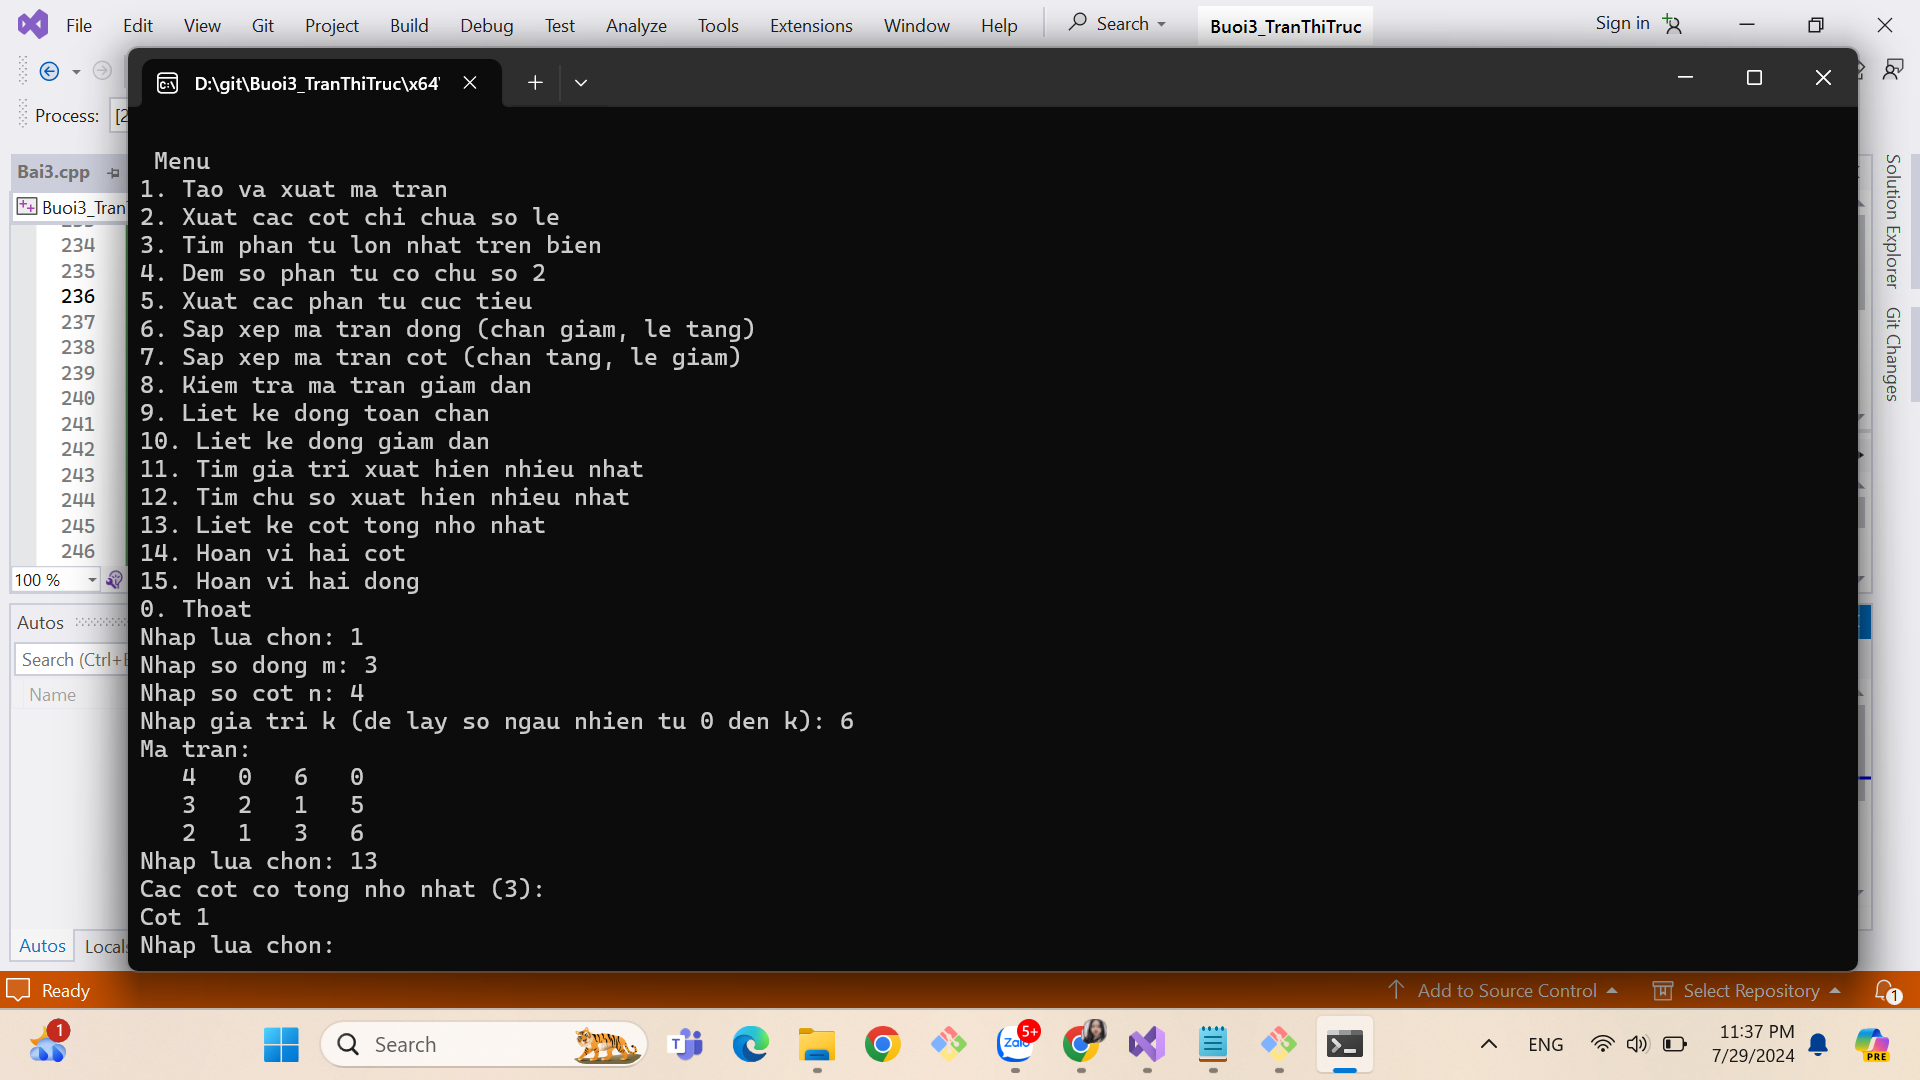 File Edit View Git Project Build Debug Test Analyze Tools Extensions Window Help Search Buoi3_TranThiTruc Sign in
D:\git\Buoi3_TranThiTruc\x64\
Process: [2
Bai3.cpp
Buoi3_Tran
234
235
236
237
238
239
240
241
242
243
244
245
246
100 %
Autos
Search (Ctrl+E
Name
Autos Locals
Menu
1. Tao va xuat ma tran
2. Xuat cac cot chi chua so le
3. Tim phan tu lon nhat tren bien
4. Dem so phan tu co chu so 2
5. Xuat cac phan tu cuc tieu
6. Sap xep ma tran dong (chan giam, le tang)
7. Sap xep ma tran cot (chan tang, le giam)
8. Kiem tra ma tran giam dan
9. Liet ke dong toan chan
10. Liet ke dong giam dan
11. Tim gia tri xuat hien nhieu nhat
12. Tim chu so xuat hien nhieu nhat
13. Liet ke cot tong nho nhat
14. Hoan vi hai cot
15. Hoan vi hai dong
0. Thoat
Nhap lua chon: 1
Nhap so dong m: 3
Nhap so cot n: 4
Nhap gia tri k (de lay so ngau nhien tu 0 den k): 6
Ma tran:
4 0 6 0
3 2 1 5
2 1 3 6
Nhap lua chon: 13
Cac cot co tong nho nhat (3):
Cot 1
Nhap lua chon:
Solution Explorer
Git Changes
Ready Add to Source Control Select Repository 1
1 Search Zalo 5+ ENG 11:37 PM PRE
7/29/2024